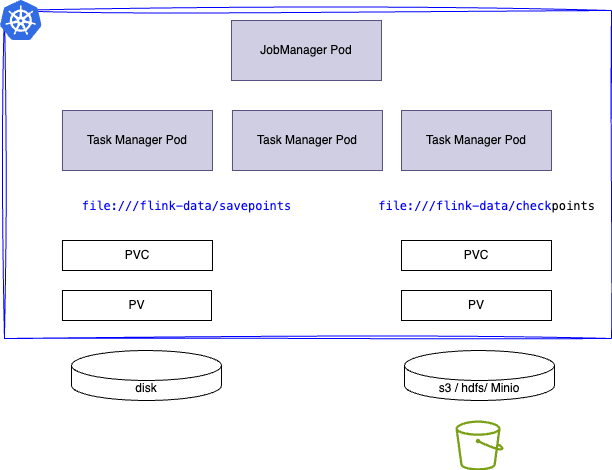 JobManager Pod
Task Manager Pod
Task Manager Pod
Task Manager Pod
file:///flink-data/savepoints
file:///flink-data/checkpoints
PVC
PVC
PV
PV
disk
s3 / hdfs/ Minio